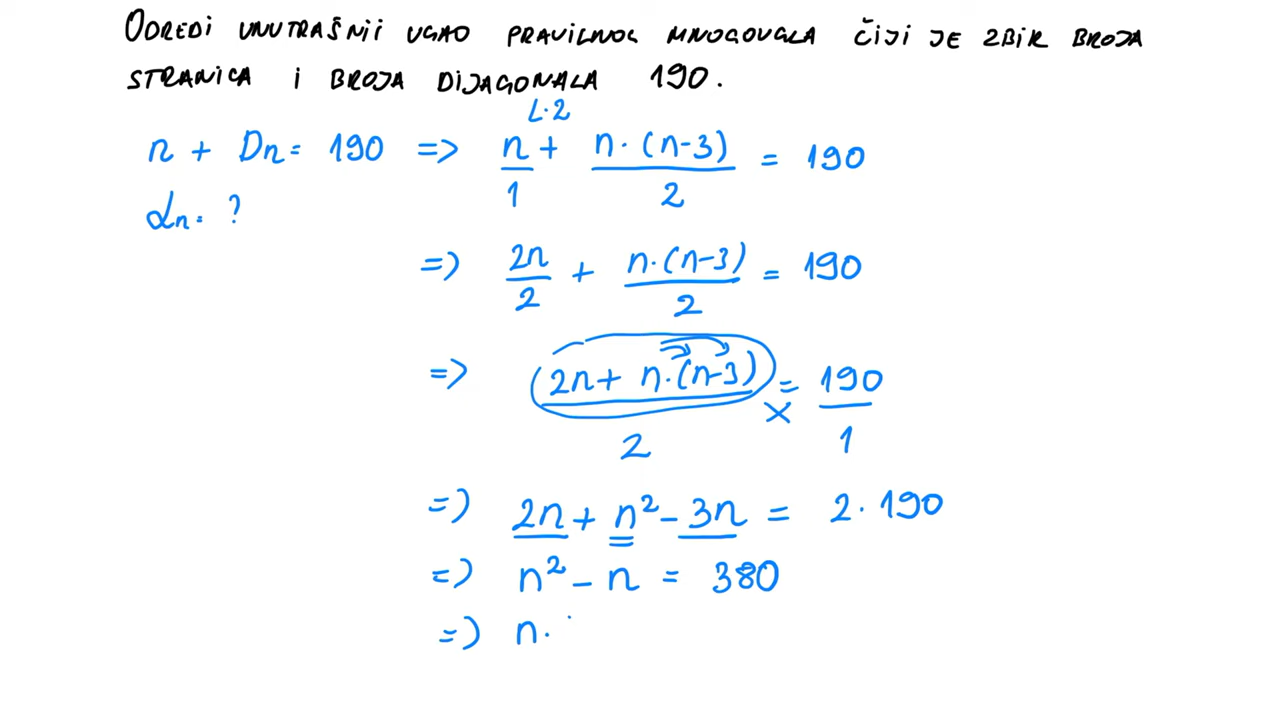 ODREDI UNUTRAŠNJI UGAO PRAVILNOG MNOGOUGLA ČIJI JE ZBIR BROJA
STRANICA I BROJA DIJAGONALA 190.
L·2
n + Dn = 190 => n/1 + n·(n-3)/2 = 190
αn = ?
=> 2n/2 + n·(n-3)/2 = 190
=> (2n + n·(n-3))/2 = 190/1
=> 2n + n² - 3n = 2·190
=> n² - n = 380
=> n·